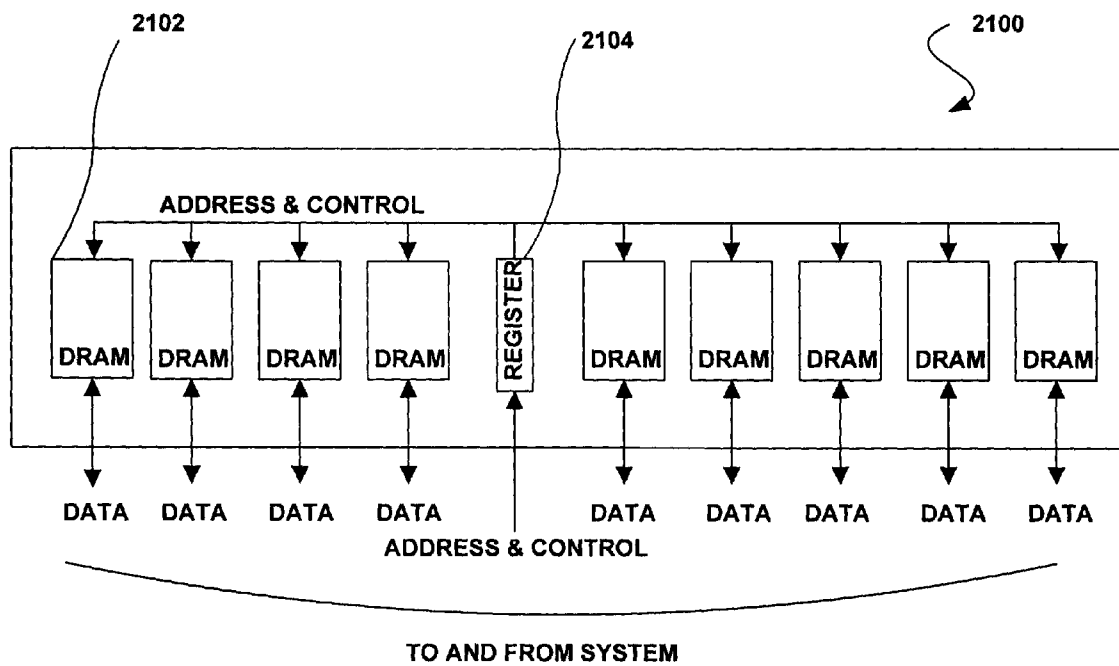 2102
2104
2100
ADDRESS & CONTROL
REGISTER
DRAM DRAM DRAM DRAM DRAM DRAM DRAM DRAM DRAM
DATA DATA DATA DATA DATA DATA DATA DATA DATA
ADDRESS & CONTROL
TO AND FROM SYSTEM